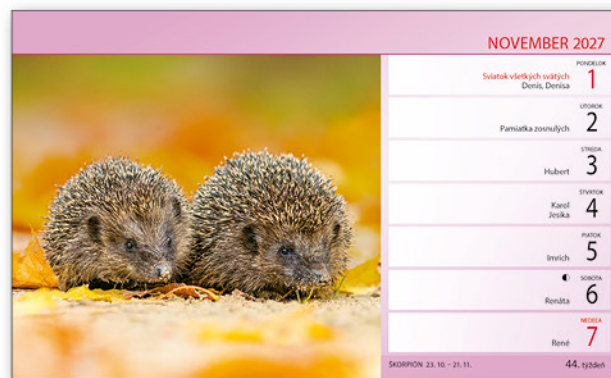 NOVEMBER 2027
PONDELOK
1
Sviatok všetkých svätých
Denis, Denisa
UTOROK
2
Pamiatka zosnulých
STREDA
3
Hubert
ŠTVRTOK
4
Karol
Jesika
PIATOK
5
Imrich
SOBOTA
6
Renáta
NEDEĽA
7
René
ŠKORPIÓN 23. 10. - 21. 11.
44. týždeň